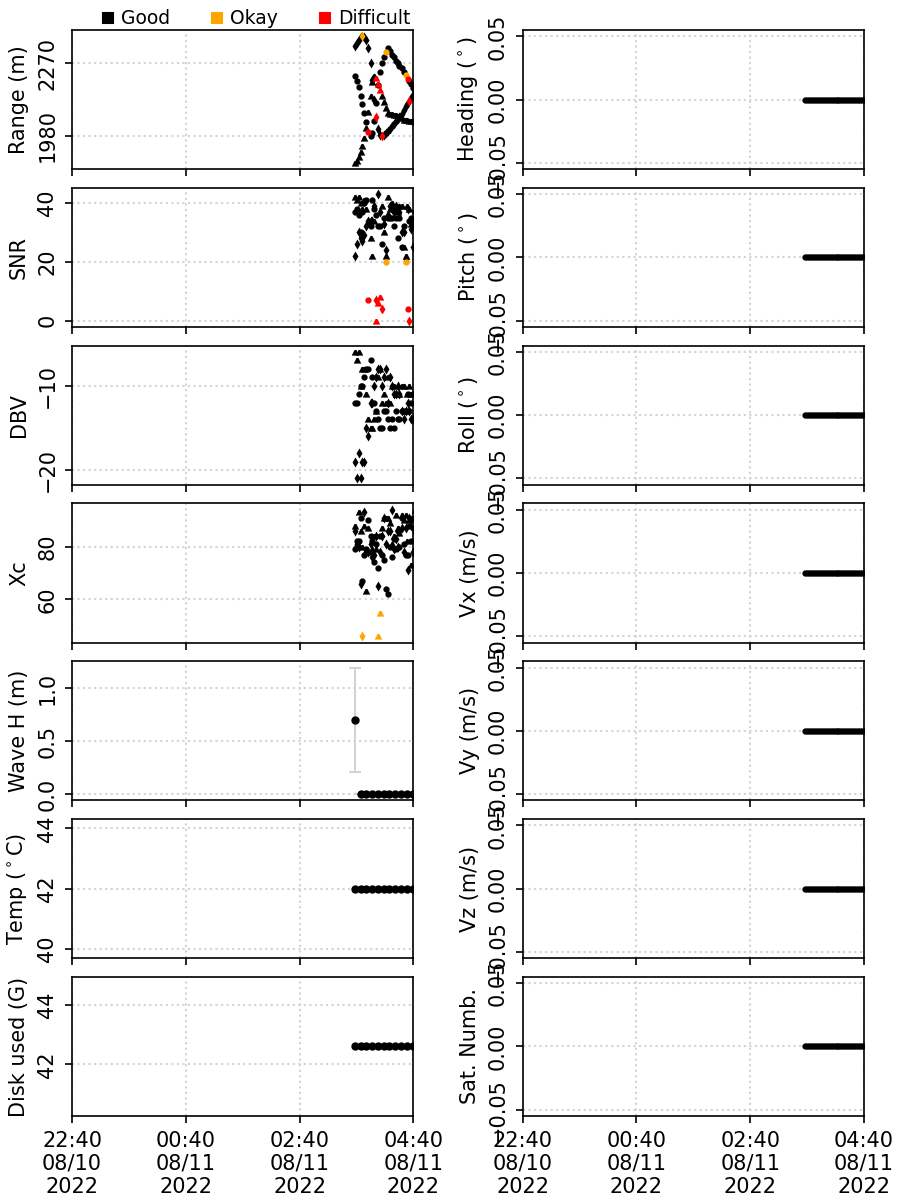 Good Okay Difficult
Range (m)
2270
1980
SNR
40
20
0
DBV
−10
−20
Xc
80
60
Wave H (m)
1.0
0.5
0.0
Temp (°C)
44
42
40
Disk used (G)
44
42
22:40 00:40 02:40 04:40
08/10 08/11 08/11 08/11
2022 2022 2022 2022
Heading (°)
0.05
0.00
−0.05
Pitch (°)
0.05
0.00
−0.05
Roll (°)
0.05
0.00
−0.05
Vx (m/s)
0.05
0.00
−0.05
Vy (m/s)
0.05
0.00
−0.05
Vz (m/s)
0.05
0.00
−0.05
Sat. Numb.
0.05
0.00
−0.05
22:40 00:40 02:40 04:40
08/10 08/11 08/11 08/11
2022 2022 2022 2022